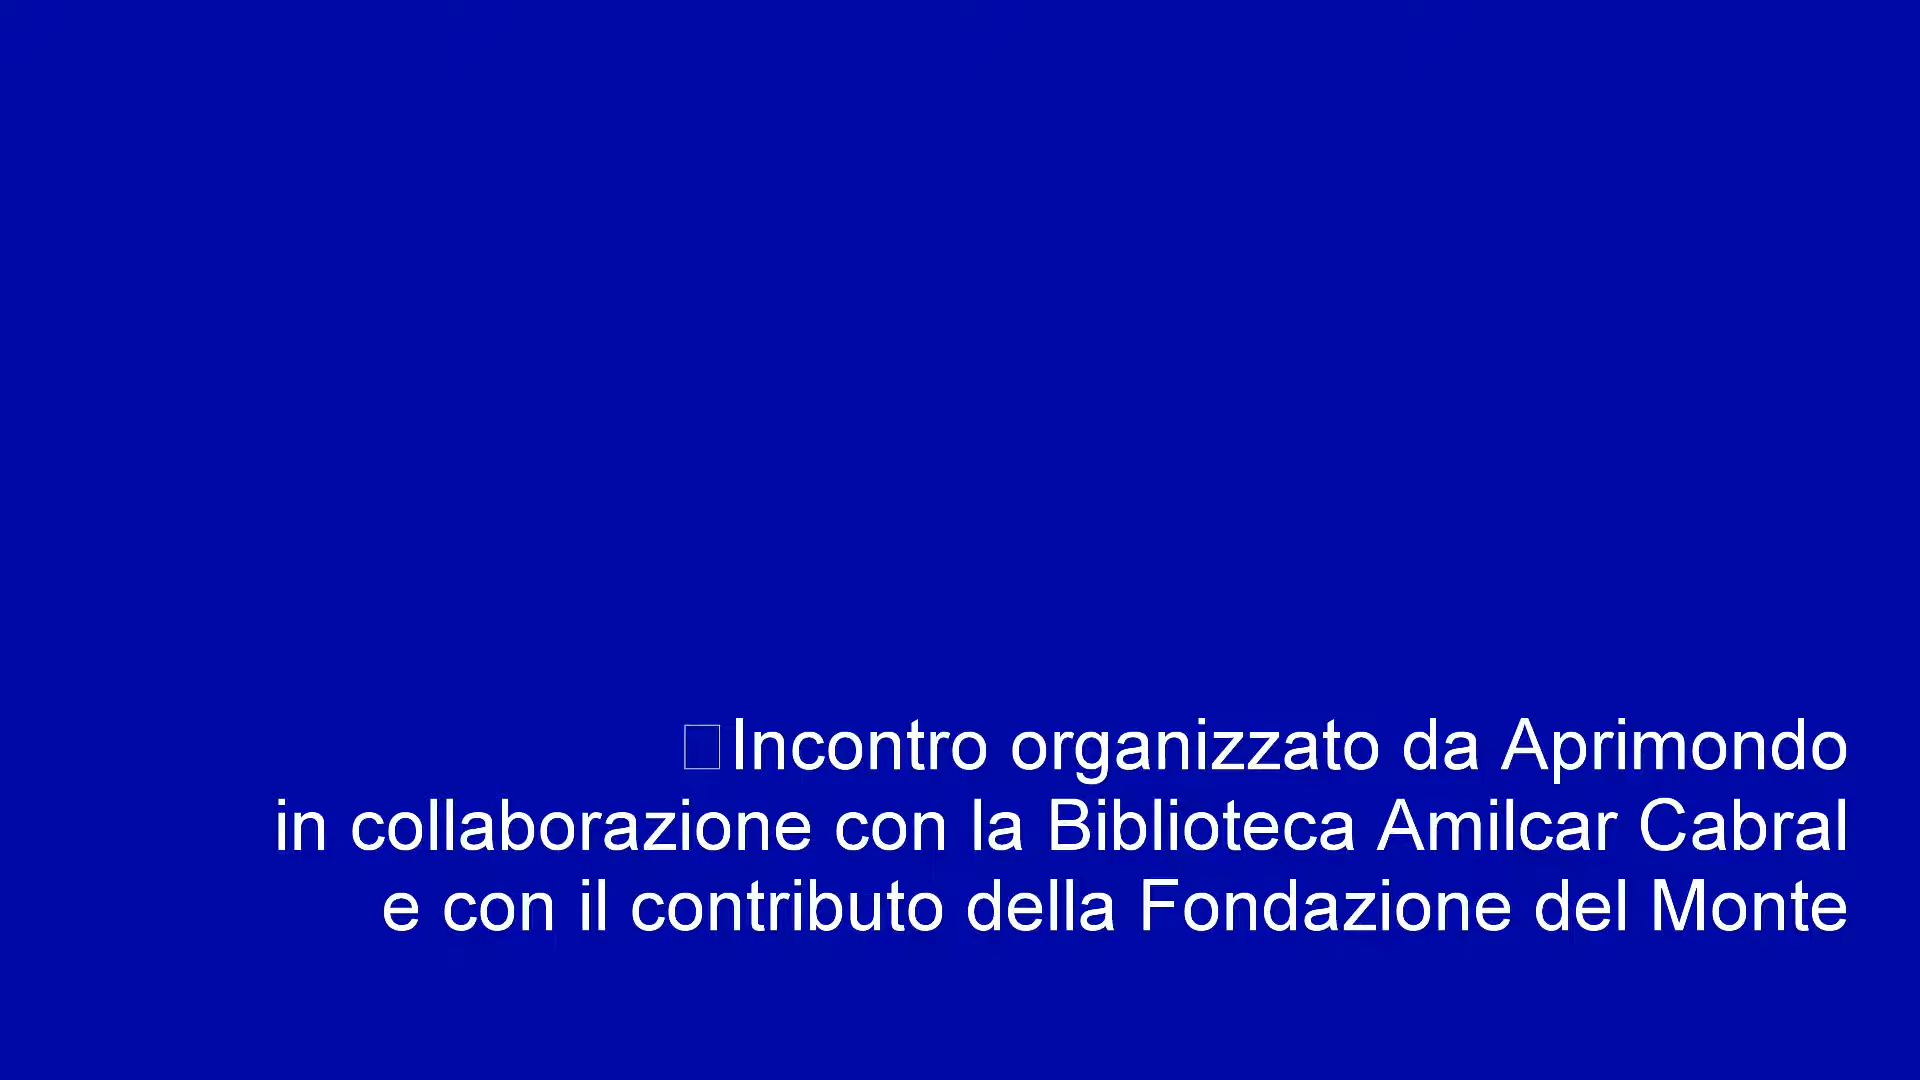 Incontro organizzato da Aprimondo
in collaborazione con la Biblioteca Amilcar Cabral
e con il contributo della Fondazione del Monte